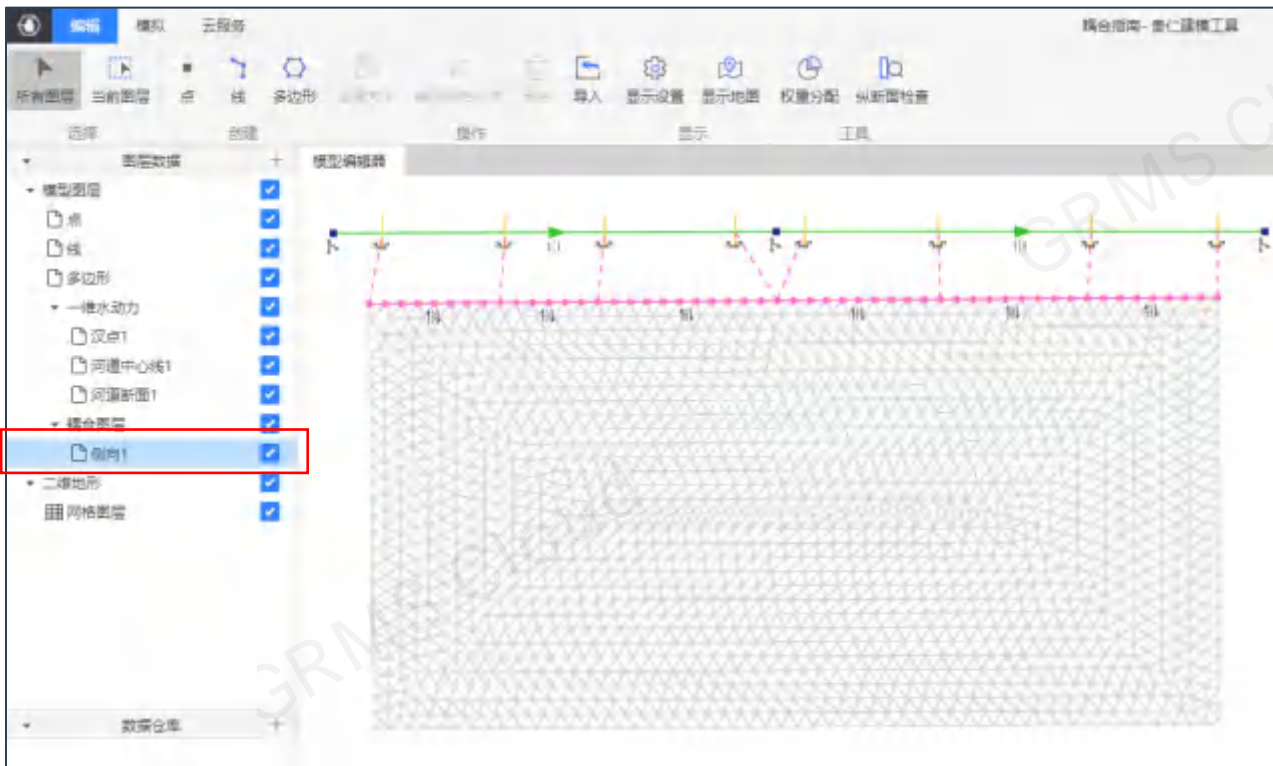 编辑 模拟 云服务
耦合指南-奎仁建模工具
所有图层 当前图层 点 线 多边形 导入 显示设置 显示地图 权重分配 纵断面检查
选择 创建 操作 显示 工具
图层数据 +
模型编辑器
模型图层
点
线
多边形
一维水动力
汊点1
河道中心线1
河道断面1
耦合图层
侧向1
二维地形
网格图层
数据仓库 +
GRMS Cloud
GRMS C